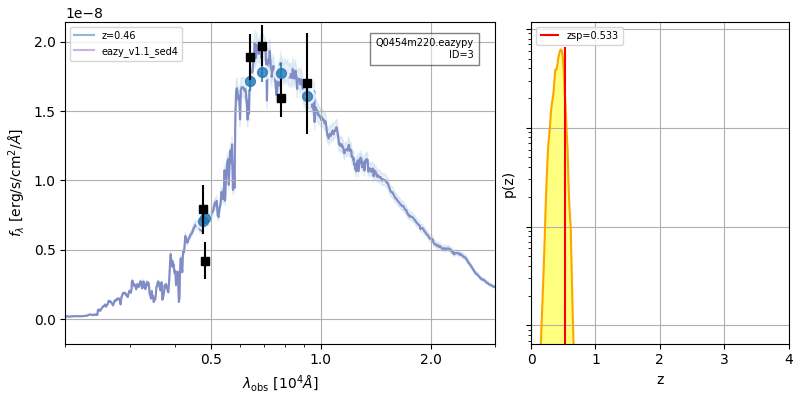 1e−8
z=0.46
eazy_v1.1_sed4
Q0454m220.eazypy
ID=3
2.0
1.5
1.0
0.5
0.0
f_λ [erg/s/cm²/Å]
0.5 1.0 2.0
λ_obs [10⁴Å]
zsp=0.533
p(z)
0 1 2 3 4
z